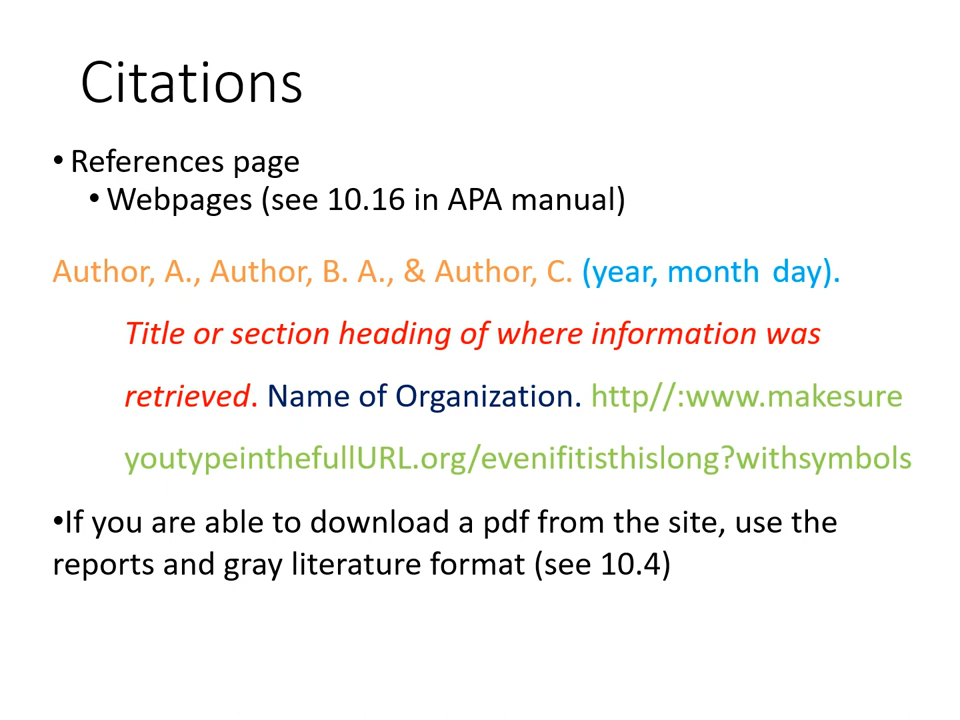 Citations
• References page
• Webpages (see 10.16 in APA manual)
Author, A., Author, B. A., & Author, C. (year, month day).
Title or section heading of where information was
retrieved. Name of Organization. http//:www.makesure
youtypeinthefullURL.org/evenifitisthislong?withsymbols
•If you are able to download a pdf from the site, use the
reports and gray literature format (see 10.4)